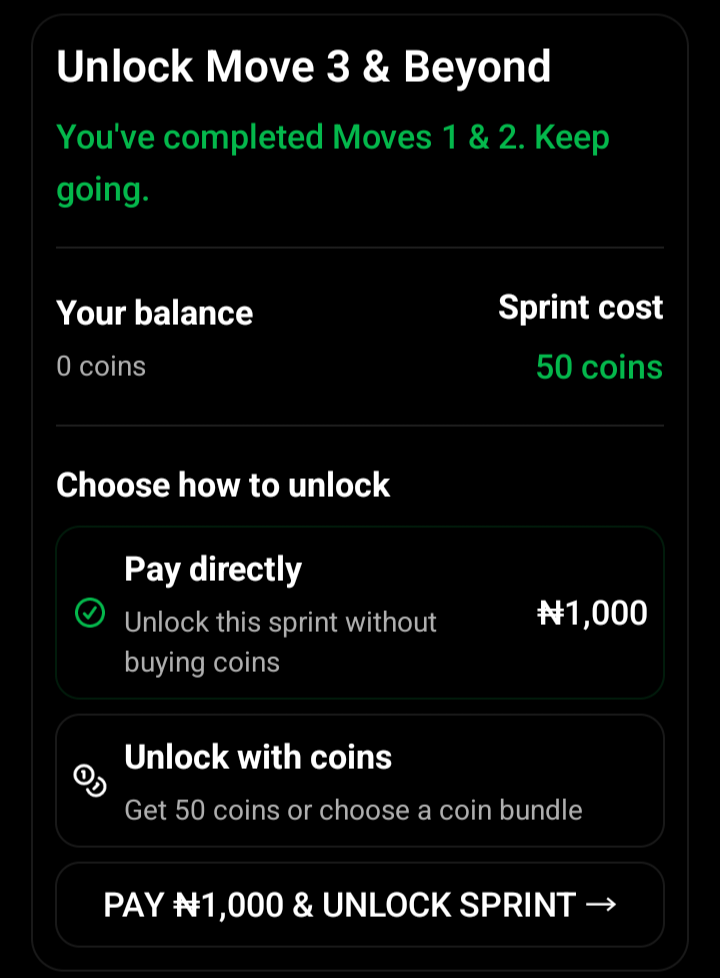 Unlock Move 3 & Beyond
You've completed Moves 1 & 2. Keep
going.
Your balance
Sprint cost
0 coins
50 coins
Choose how to unlock
Pay directly
Unlock this sprint without
buying coins
₦1,000
Unlock with coins
Get 50 coins or choose a coin bundle
PAY ₦1,000 & UNLOCK SPRINT →